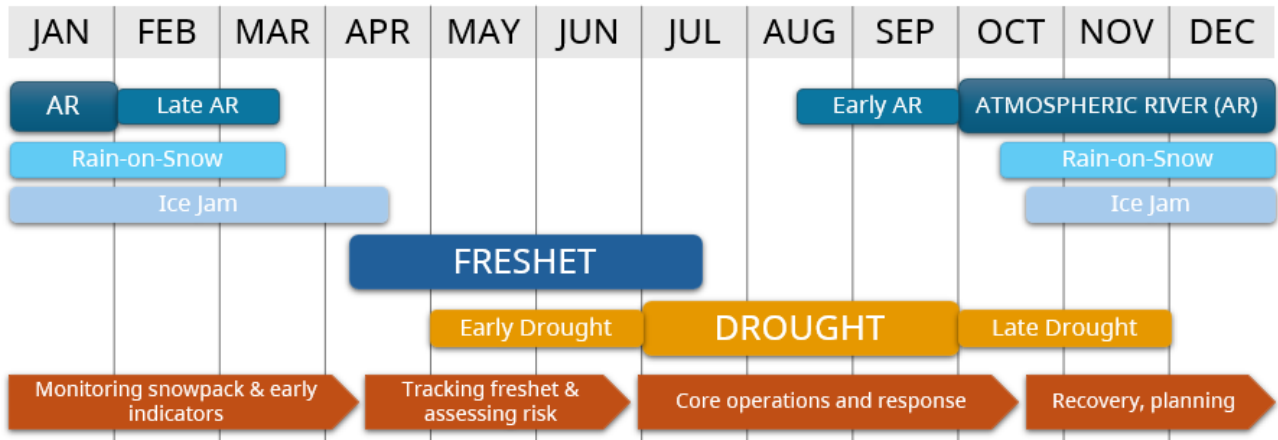 JAN FEB MAR APR MAY JUN JUL AUG SEP OCT NOV DEC
AR Late AR Early AR ATMOSPHERIC RIVER (AR)
Rain-on-Snow Rain-on-Snow
Ice Jam Ice Jam
FRESHET
Early Drought DROUGHT Late Drought
Monitoring snowpack & early
indicators
Tracking freshet &
assessing risk
Core operations and response
Recovery, planning